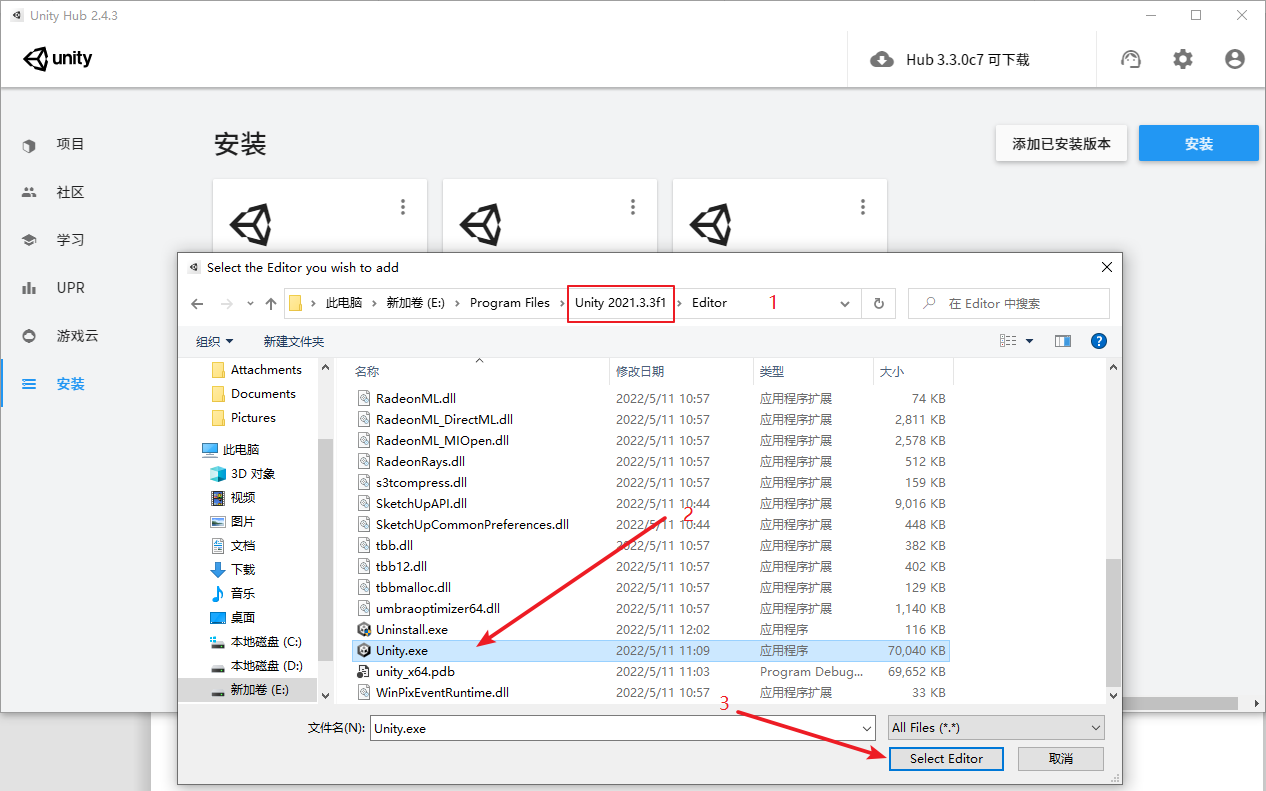 Unity Hub 2.4.3
unity
Hub 3.3.0c7 可下载
项目
社区
学习
UPR
游戏云
安装
安装
添加已安装版本
安装
Select the Editor you wish to add
此电脑 › 新加卷 (E:) › Program Files › Unity 2021.3.3f1 › Editor
1
在 Editor 中搜索
组织
新建文件夹
Attachments
Documents
Pictures
此电脑
3D 对象
视频
图片
文档
下载
音乐
桌面
本地磁盘 (C:)
本地磁盘 (D:)
新加卷 (E:)
名称 修改日期 类型 大小
RadeonML.dll 2022/5/11 10:57 应用程序扩展 74 KB
RadeonML_DirectML.dll 2022/5/11 10:57 应用程序扩展 2,811 KB
RadeonML_MIOpen.dll 2022/5/11 10:57 应用程序扩展 2,578 KB
RadeonRays.dll 2022/5/11 10:57 应用程序扩展 512 KB
s3tcompress.dll 2022/5/11 10:57 应用程序扩展 159 KB
SketchUpAPI.dll 2022/5/11 10:44 应用程序扩展 9,016 KB
2
SketchUpCommonPreferences.dll 2022/5/11 10:44 应用程序扩展 448 KB
tbb.dll 2022/5/11 10:57 应用程序扩展 382 KB
tbb12.dll 2022/5/11 10:57 应用程序扩展 402 KB
tbbmalloc.dll 2022/5/11 10:57 应用程序扩展 129 KB
umbraoptimizer64.dll 2022/5/11 10:57 应用程序扩展 1,140 KB
Uninstall.exe 2022/5/11 12:02 应用程序 116 KB
Unity.exe 2022/5/11 11:09 应用程序 70,040 KB
unity_x64.pdb 2022/5/11 11:03 Program Debug... 69,652 KB
WinPixEventRuntime.dll 2022/5/11 10:57 应用程序扩展 33 KB
3
文件名(N): Unity.exe
All Files (*.*)
Select Editor
取消